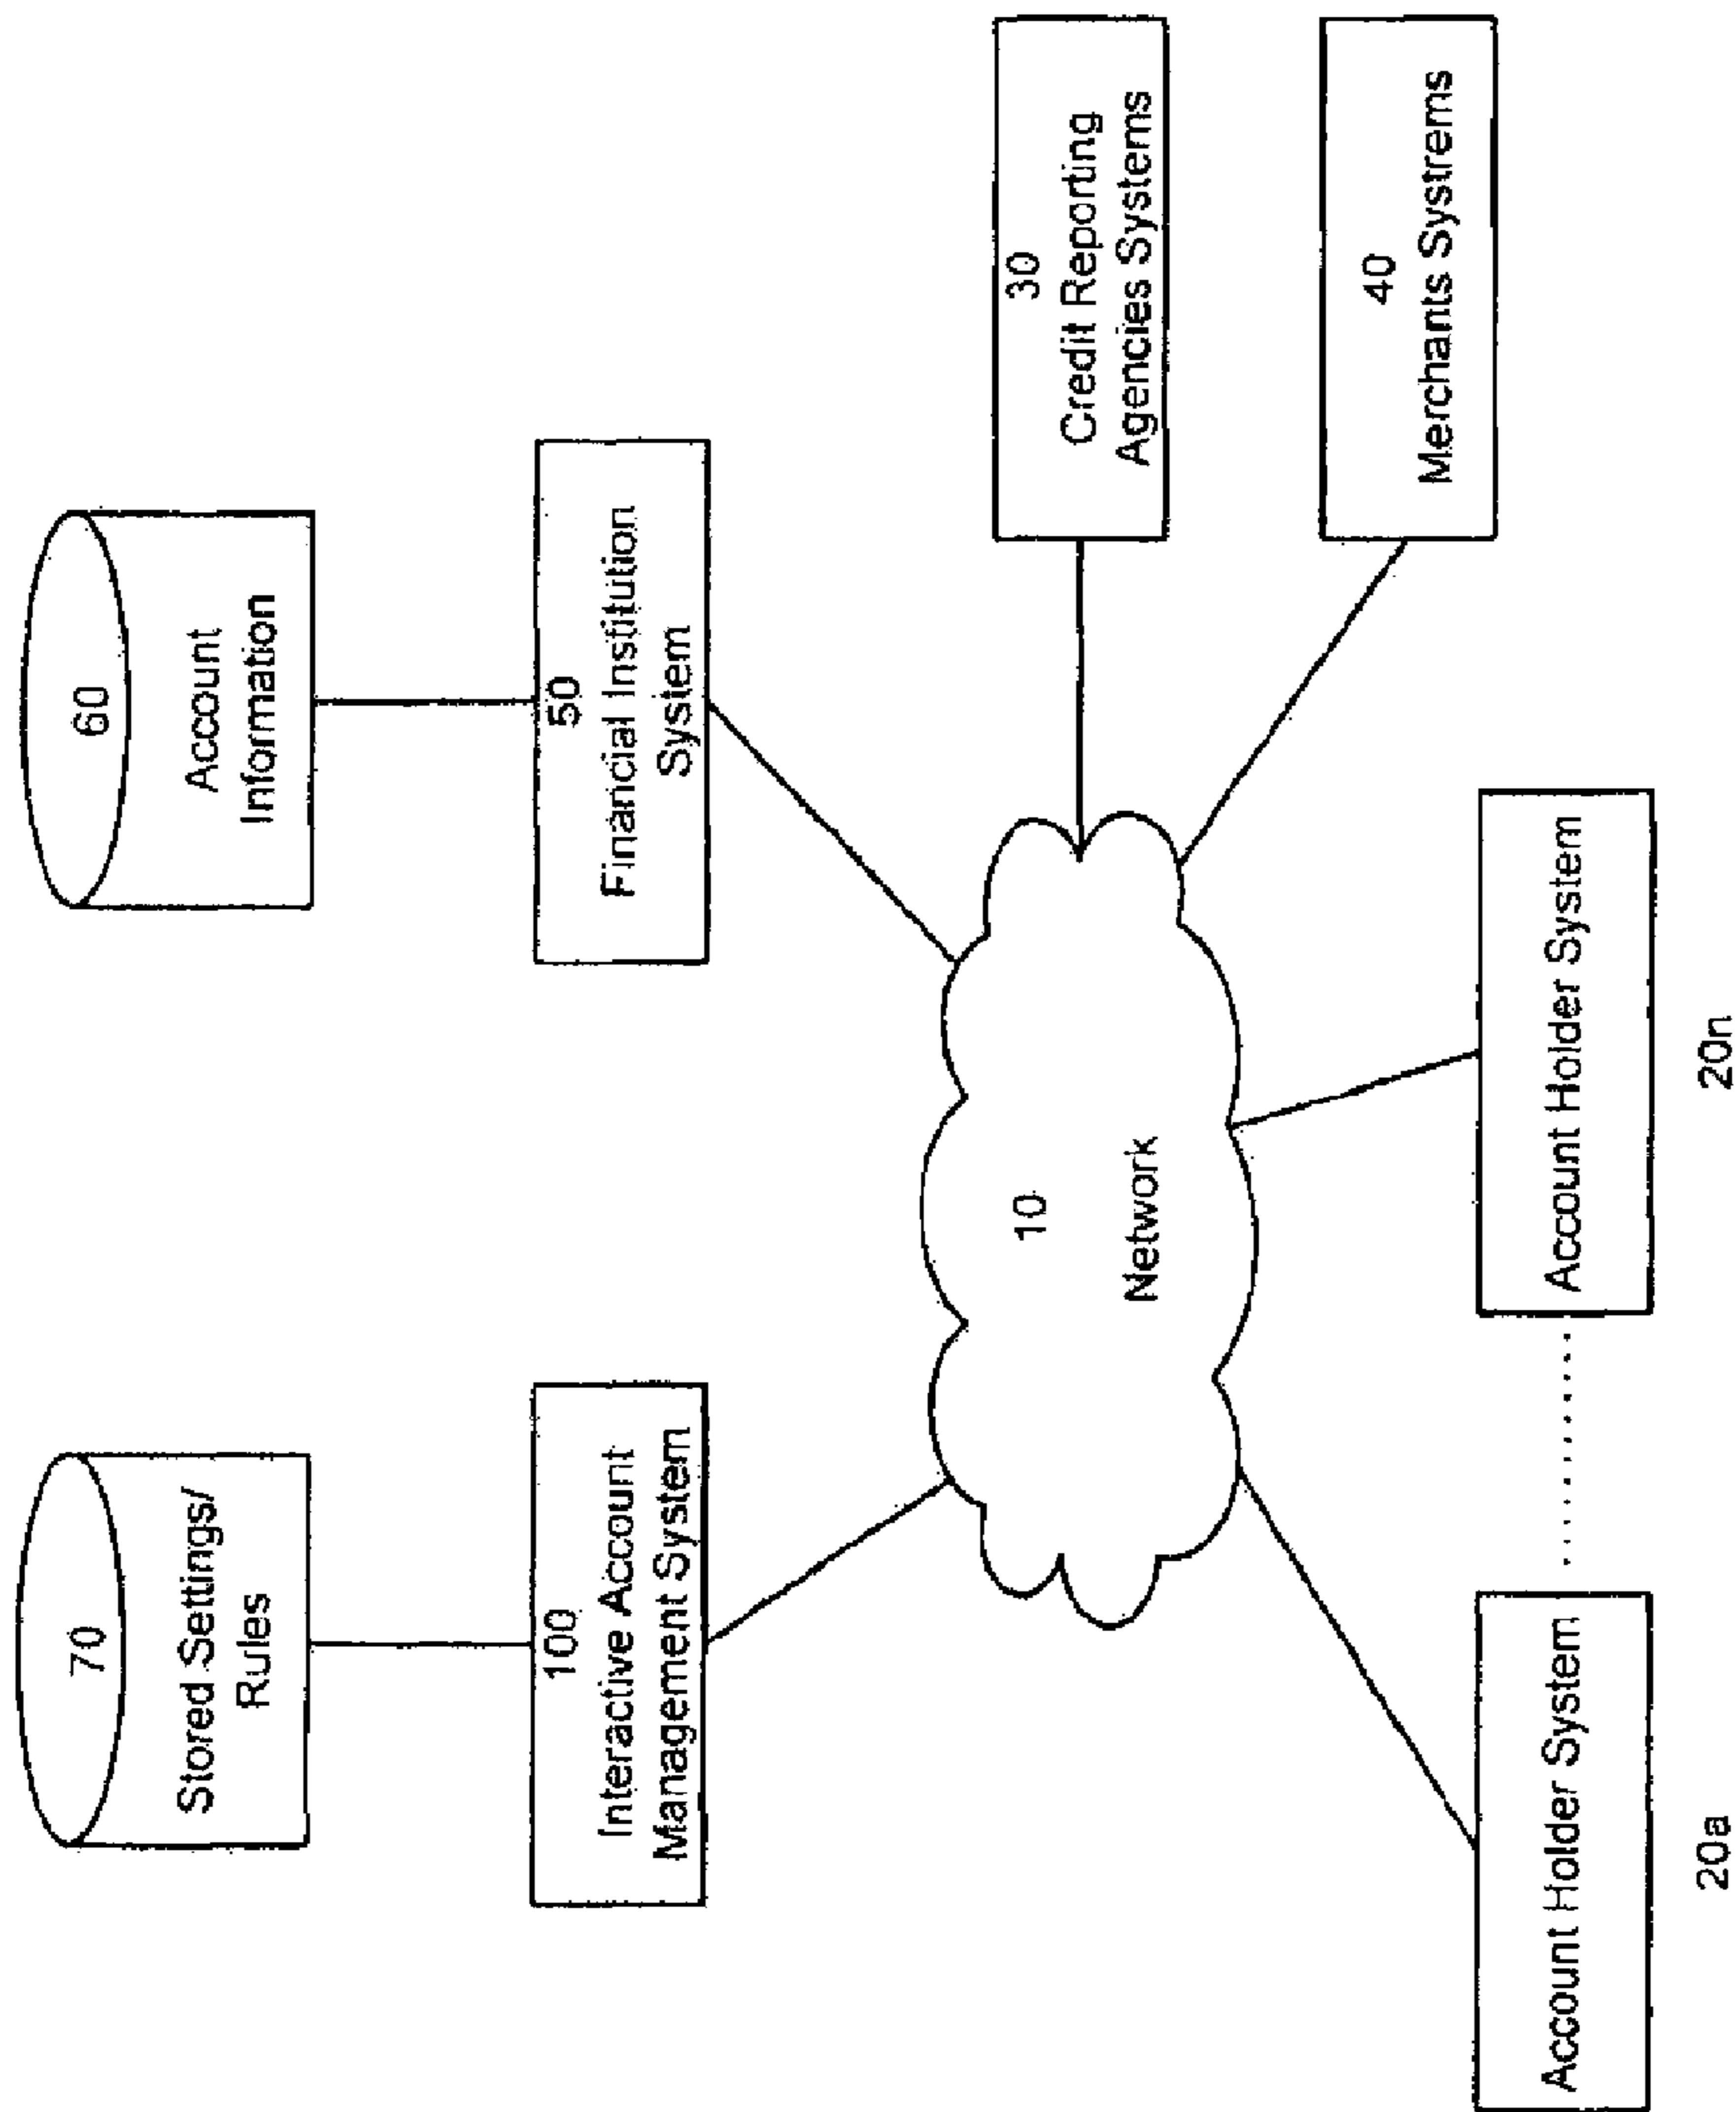 70
Stored Settings/
Rules
60
Account
Information
100
Interactive Account
Management System
50
Financial Institution
System
10
Network
30
Credit Reporting
Agencies Systems
40
Merchants Systrems
Account Holder System
20a
Account Holder System
20n